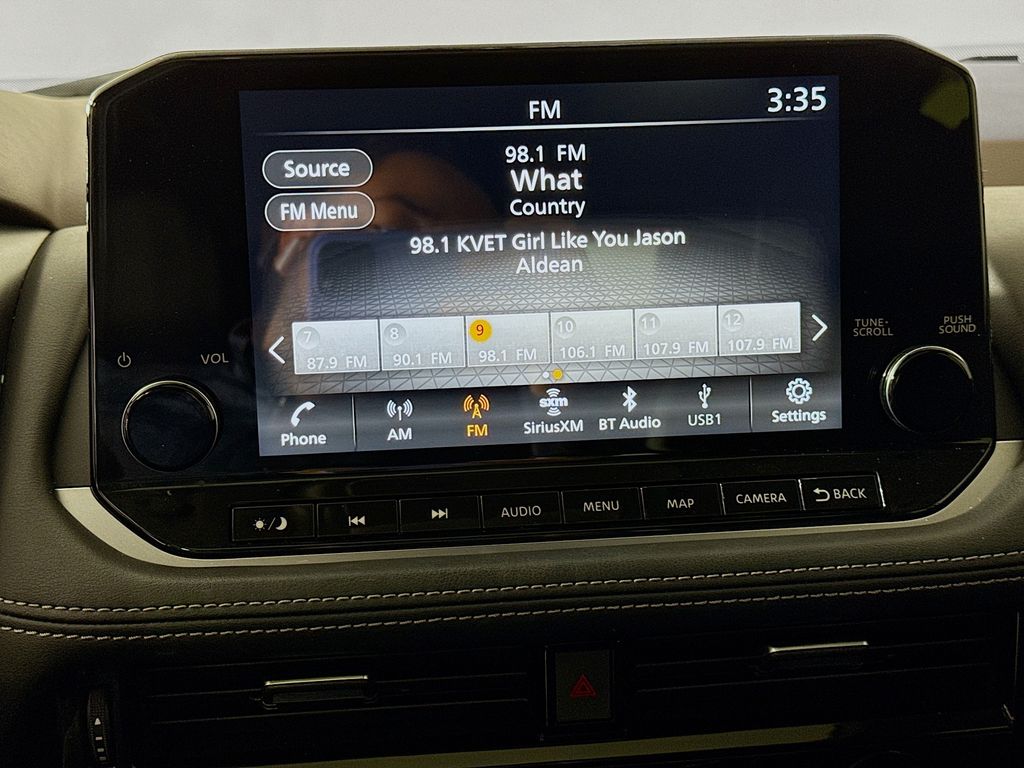 FM
3:35
Source
FM Menu
98.1 FM
What
Country
98.1 KVET Girl Like You Jason
Aldean
7
87.9 FM
8
90.1 FM
9
98.1 FM
10
106.1 FM
11
107.9 FM
12
107.9 FM
Phone
AM
FM
sxm
SiriusXM
BT Audio
USB1
Settings
VOL
TUNE·
SCROLL
PUSH
SOUND
AUDIO
MENU
MAP
CAMERA
BACK